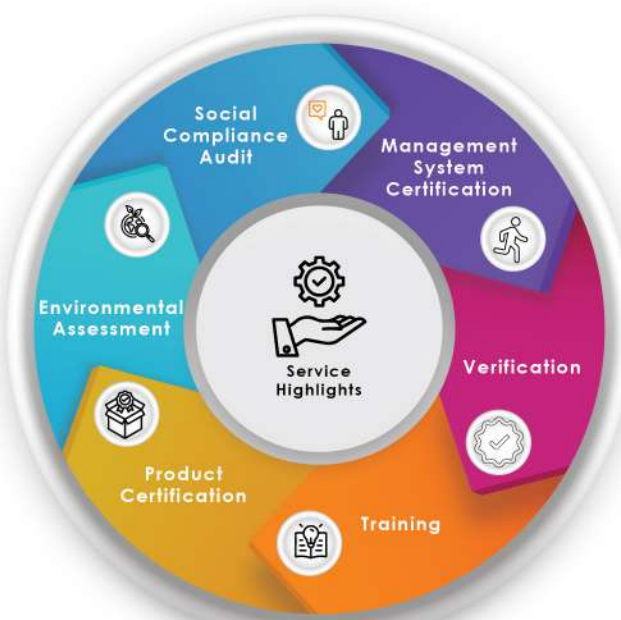 Social
Compliance
Audit
Management
System
Certification
Verification
Training
Product
Certification
Environmental
Assessment
Service
Highlights